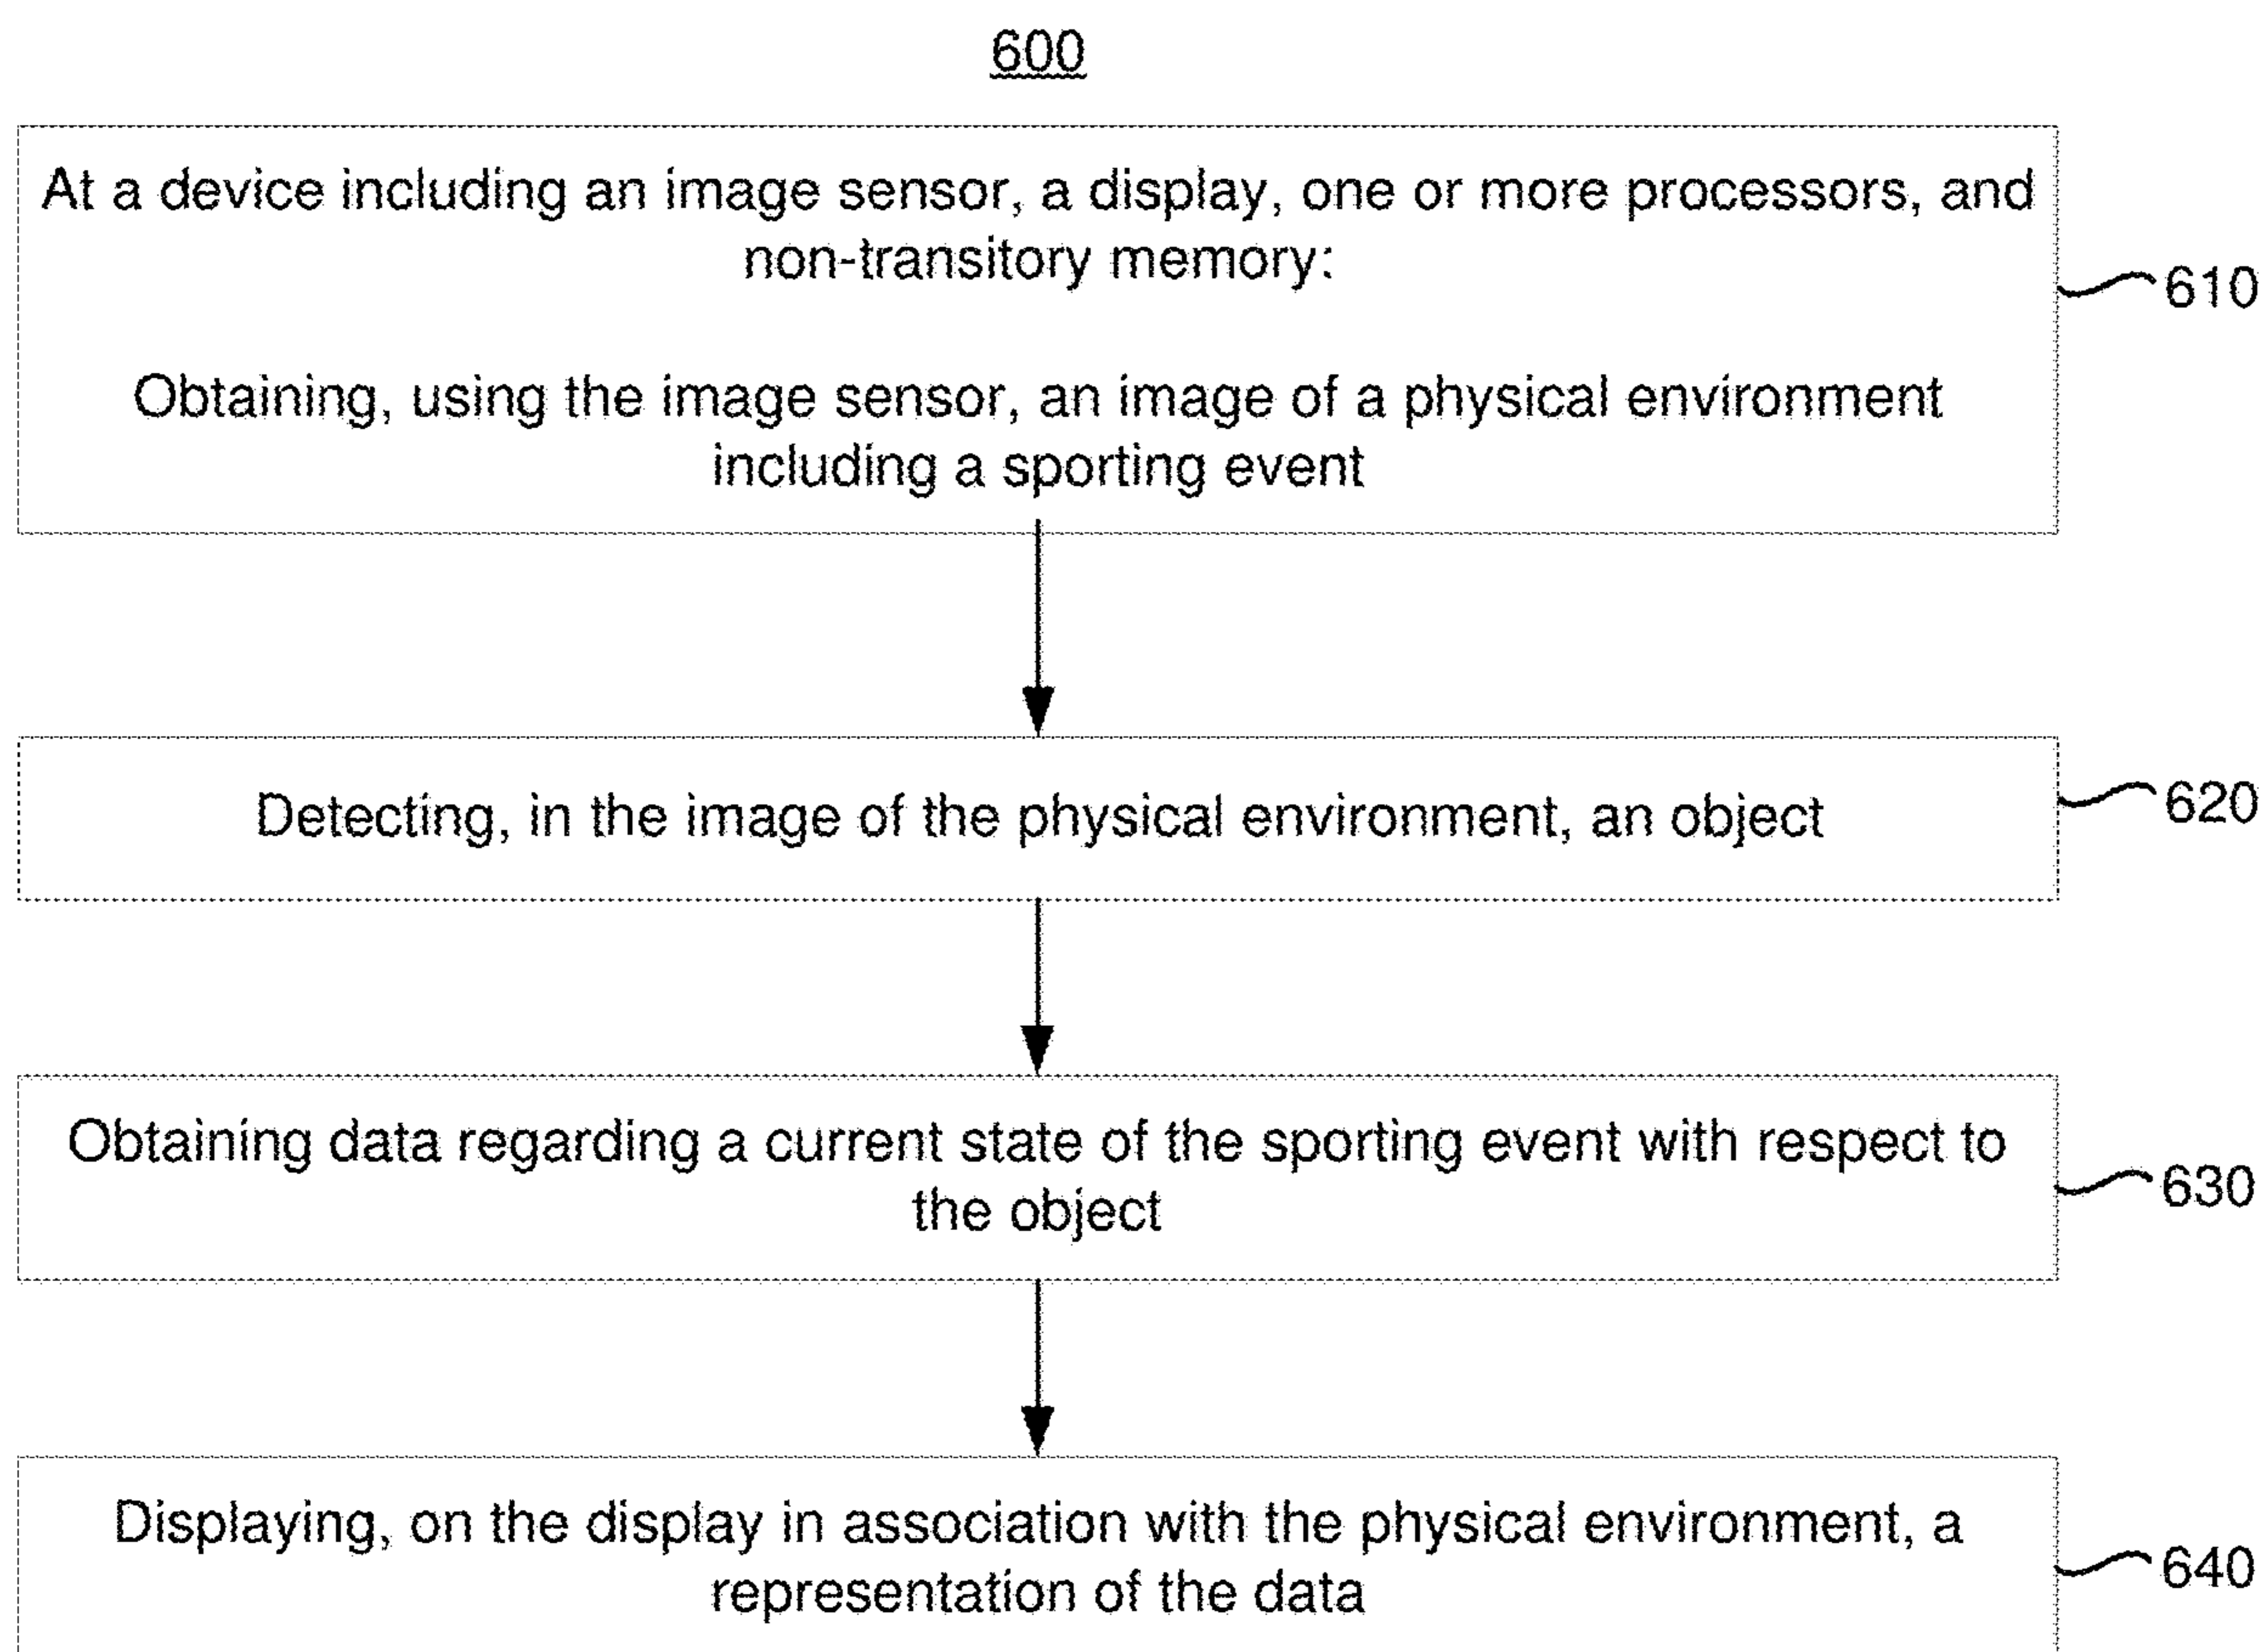 600
At a device including an image sensor, a display, one or more processors, and
non-transitory memory:
Obtaining, using the image sensor, an image of a physical environment
including a sporting event
610
Detecting, in the image of the physical environment, an object
620
Obtaining data regarding a current state of the sporting event with respect to
the object
630
Displaying, on the display in association with the physical environment, a
representation of the data
640